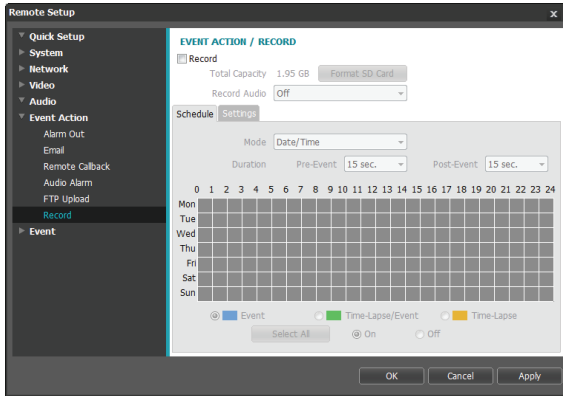 Remote Setup x
Quick Setup
System
Network
Video
Audio
Event Action
Alarm Out
Email
Remote Callback
Audio Alarm
FTP Upload
Record
Event
EVENT ACTION / RECORD
Record
Total Capacity 1.95 GB Format SD Card
Record Audio Off
Schedule Settings
Mode Date/Time
Duration Pre-Event 15 sec. Post-Event 15 sec.
0 1 2 3 4 5 6 7 8 9 10 11 12 13 14 15 16 17 18 19 20 21 22 23 24
Mon
Tue
Wed
Thu
Fri
Sat
Sun
Event Time-Lapse/Event Time-Lapse
Select All On Off
OK Cancel Apply